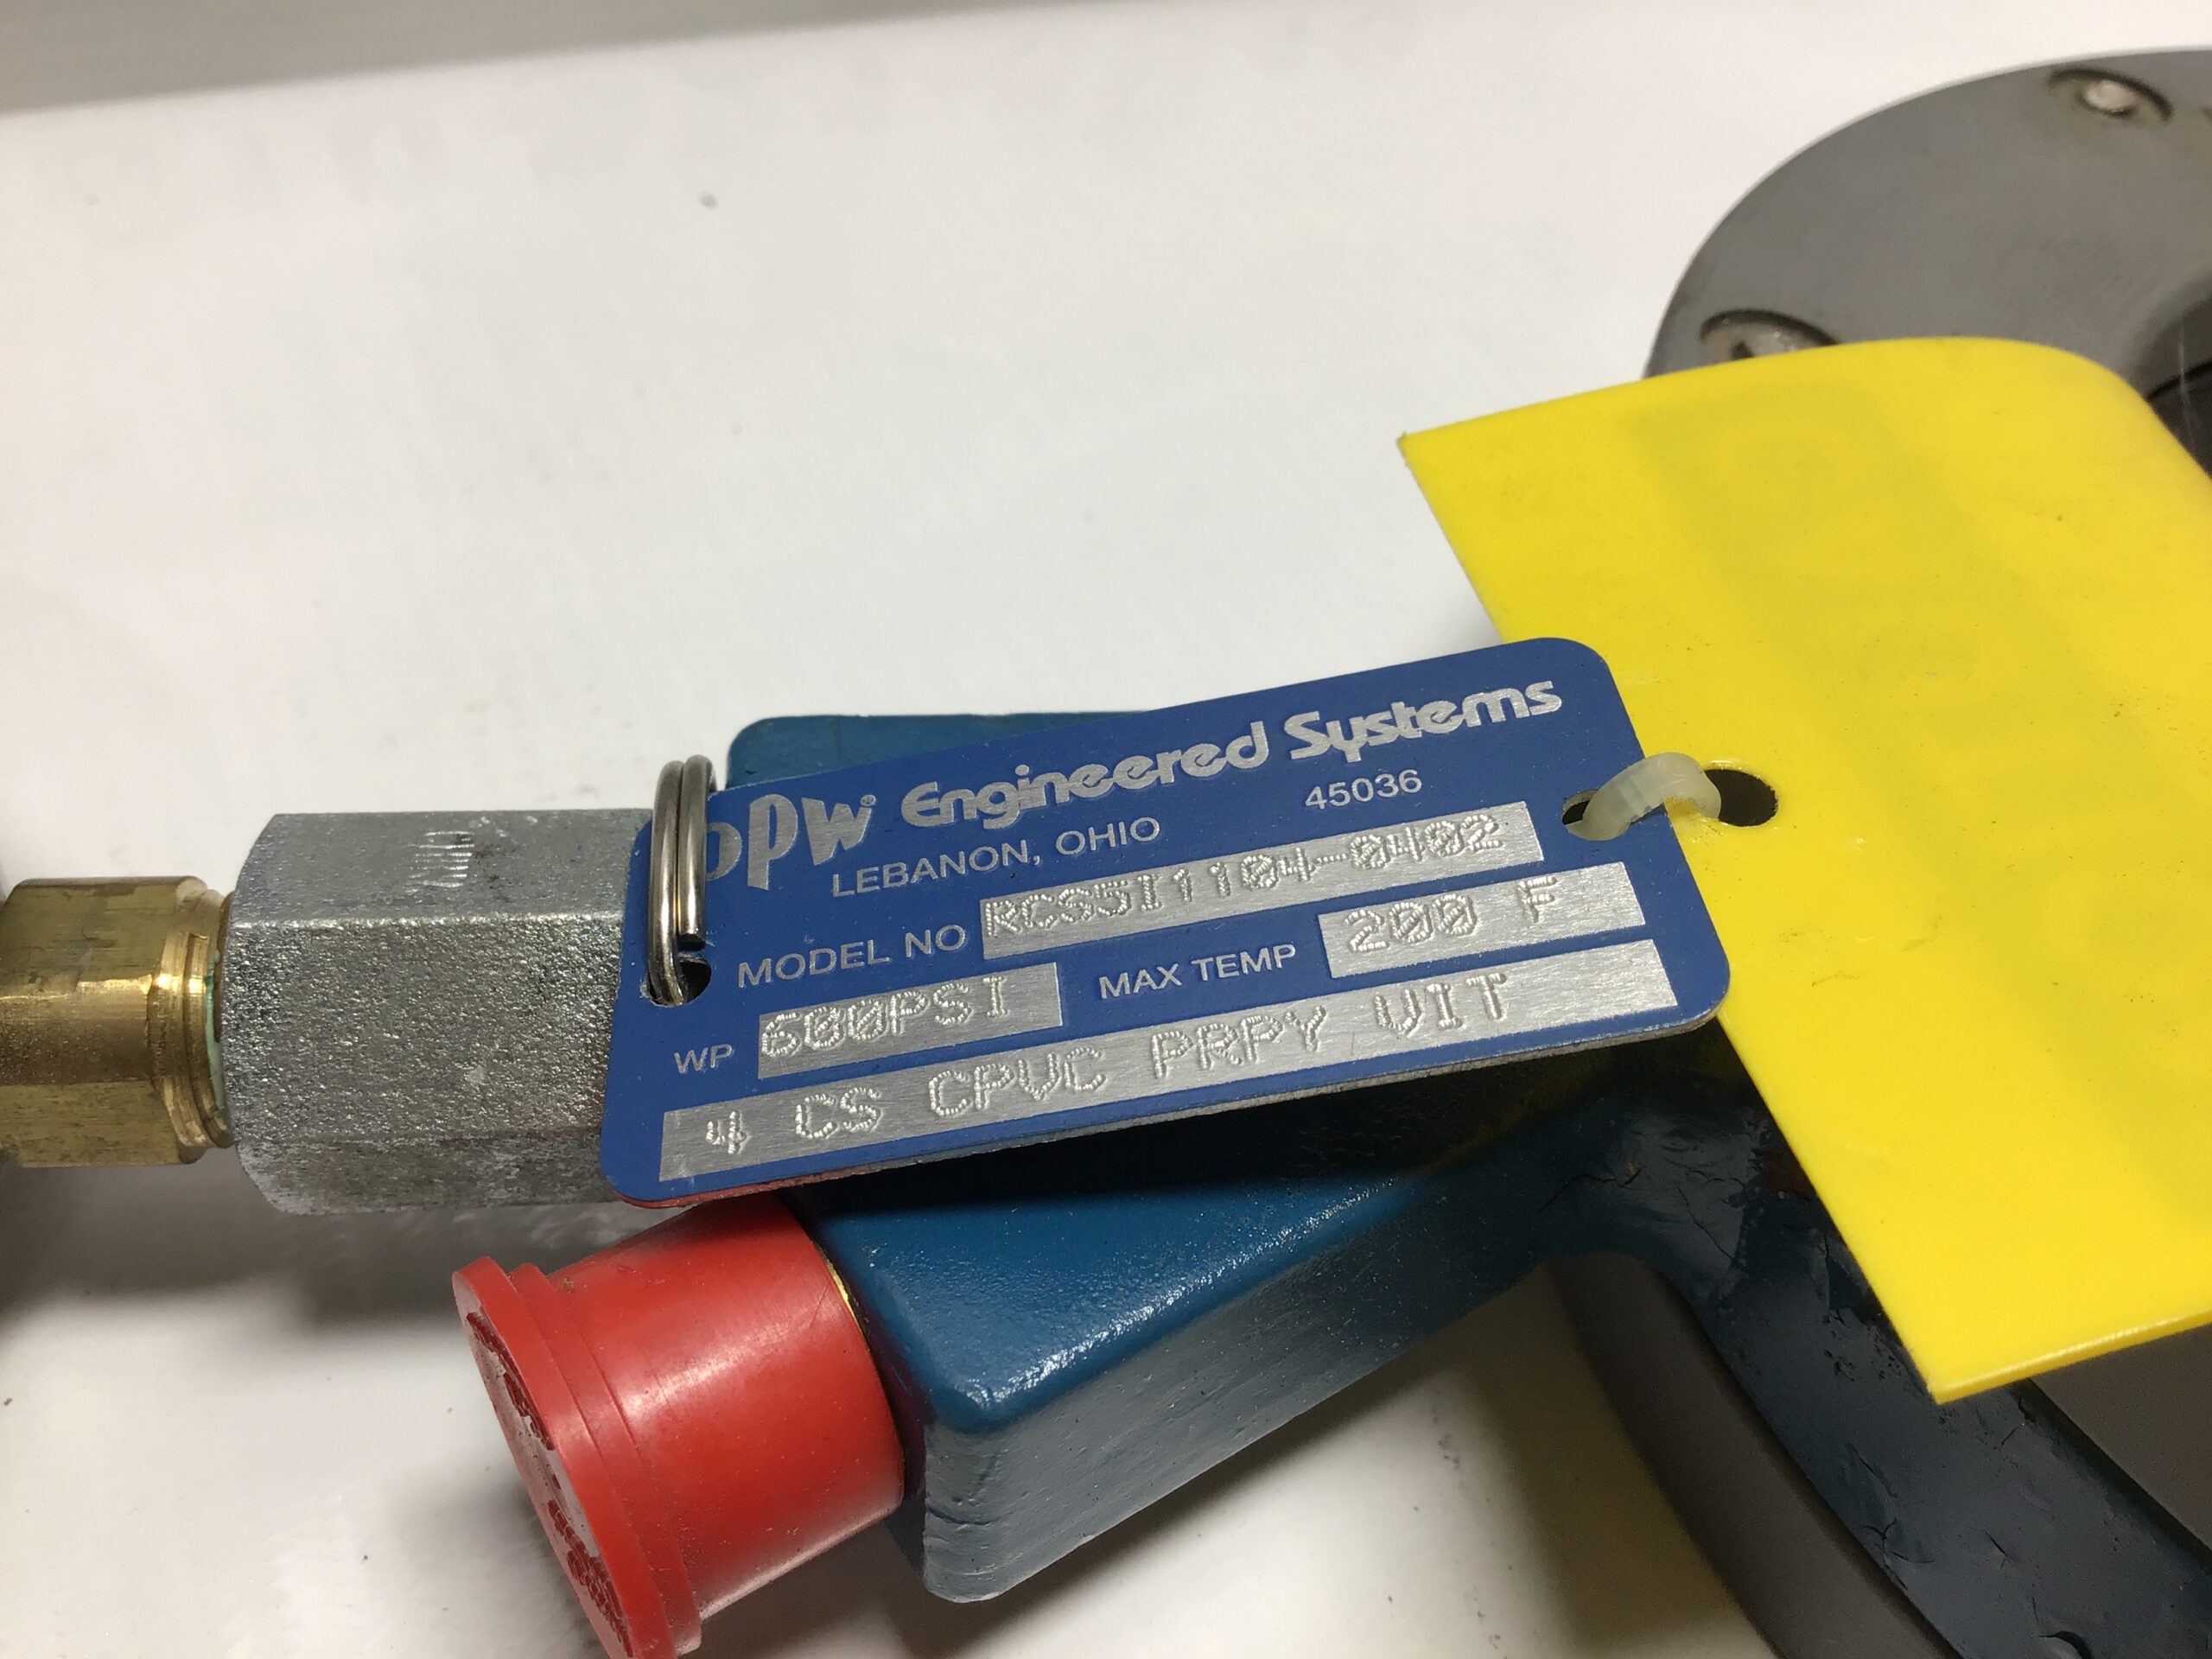 OPW® Engineered Systems
LEBANON, OHIO 45036
MODEL NO RCS5I1104-0402
WP 600PSI MAX TEMP 200 F
4 CS CPVC PRPY VIT